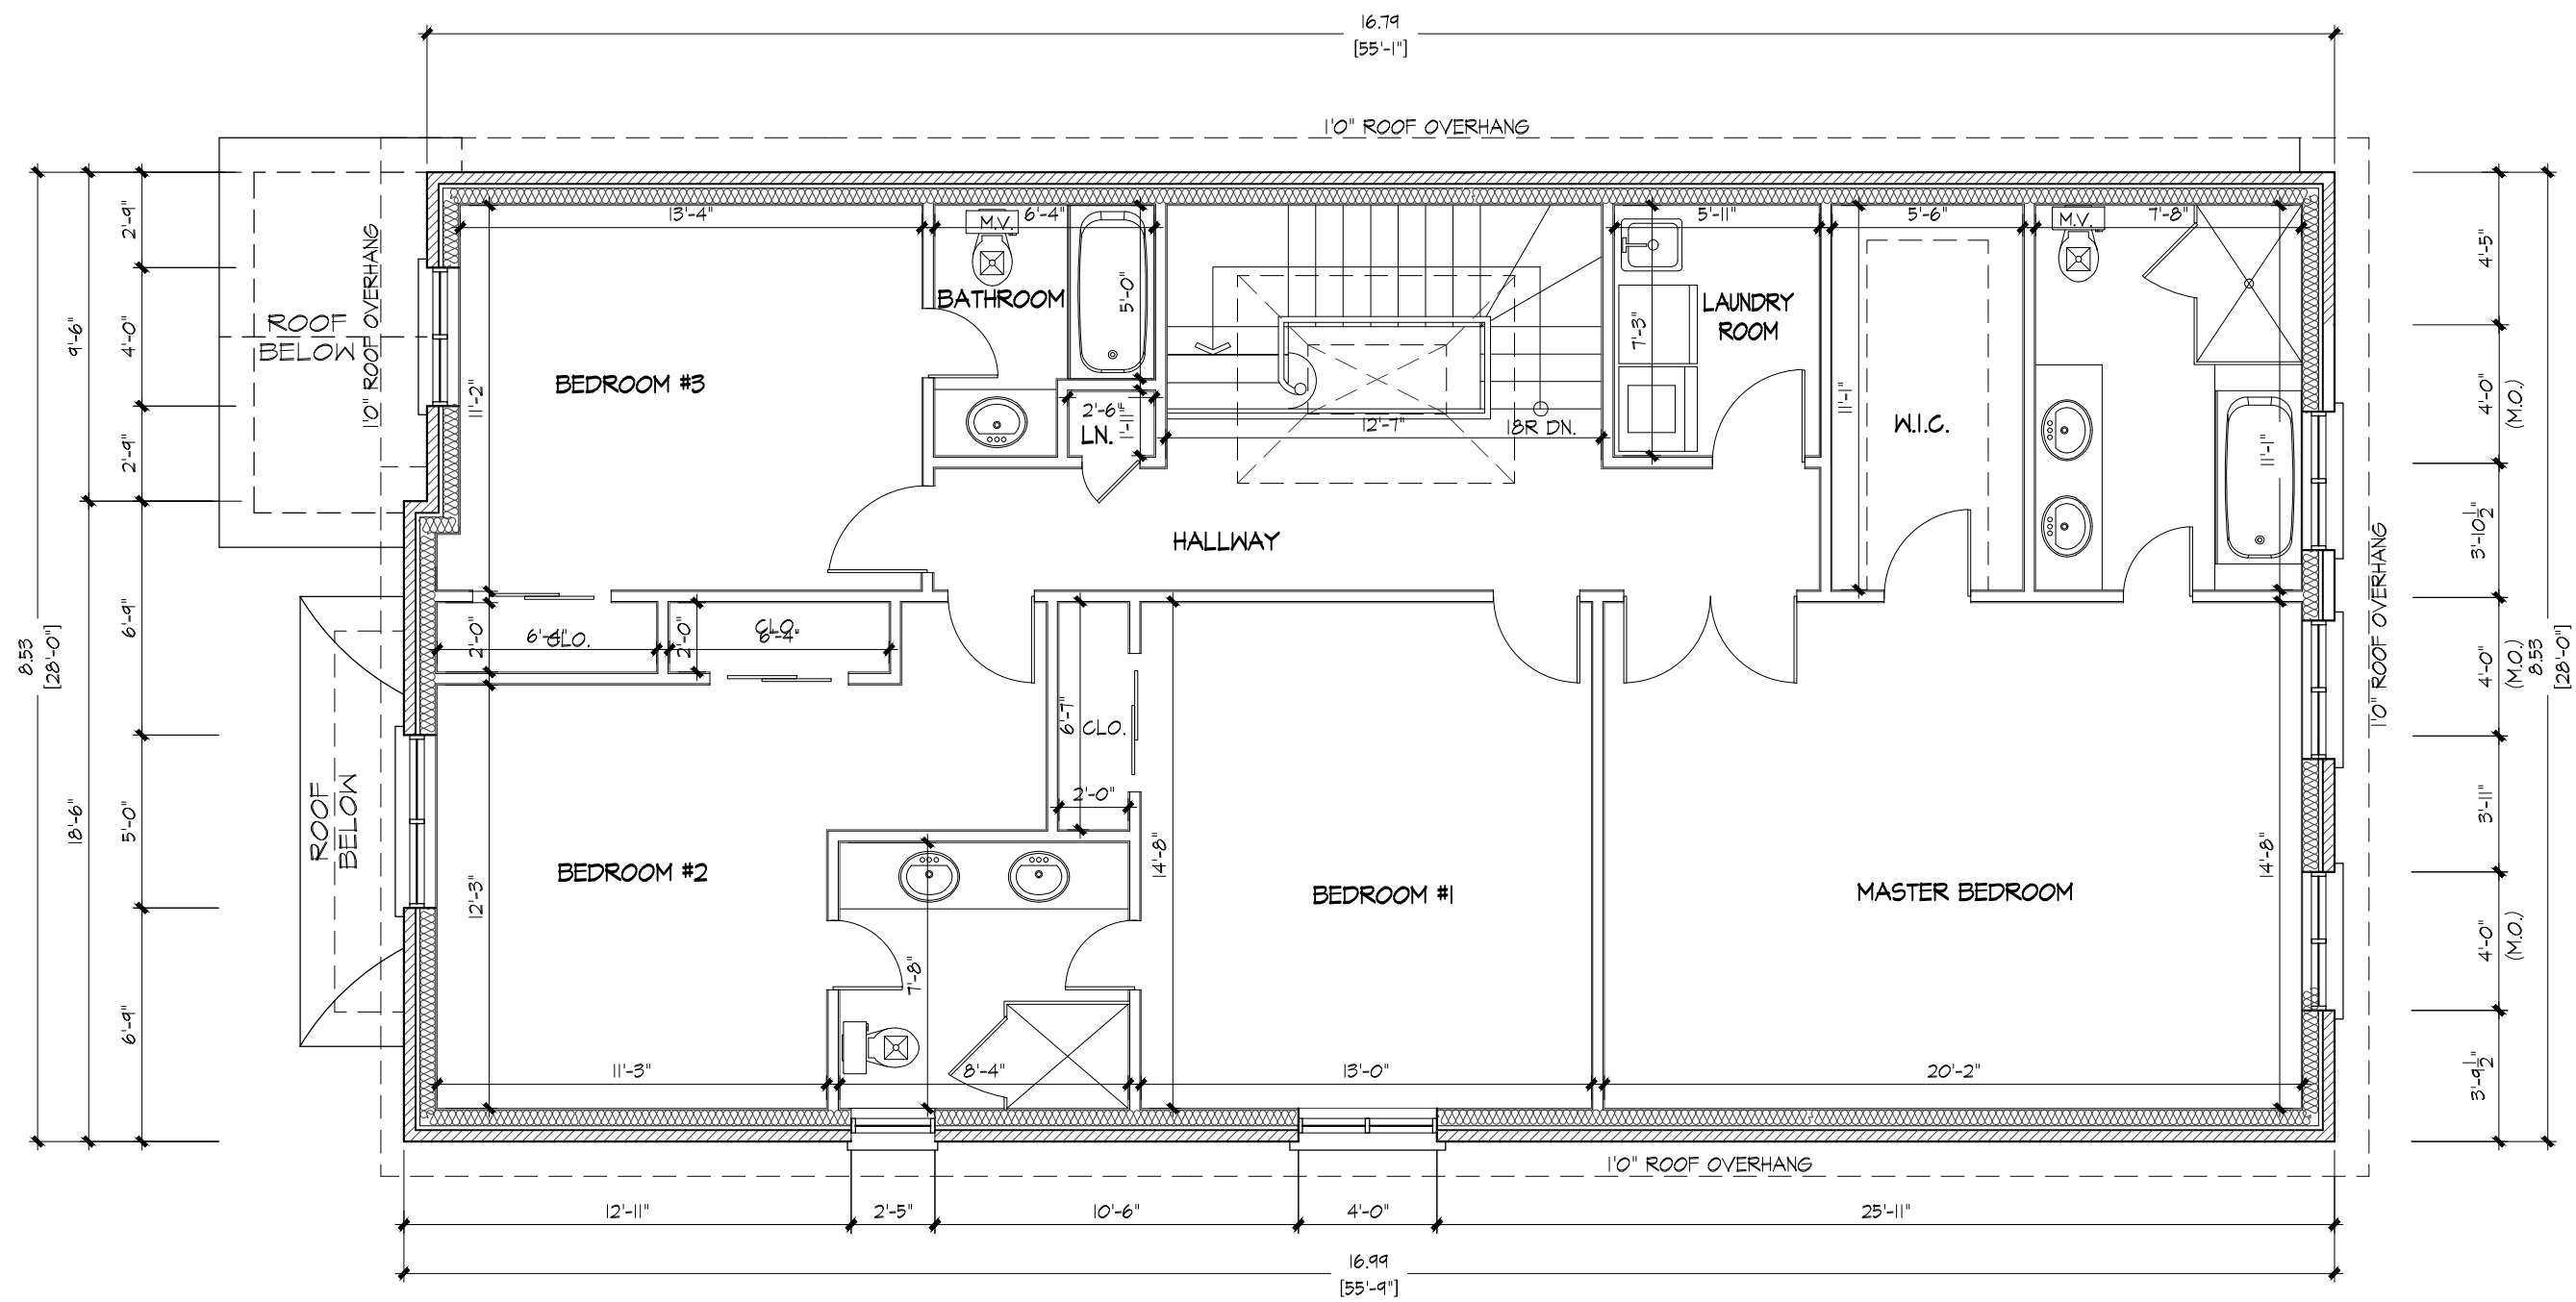 16.79
[55'-1"]
1'0" ROOF OVERHANG
13'-4"
M.V.
6'-4"
5'-11"
5'-6"
M.V.
7'-8"
2'-9"
4'-0"
2'-9"
9'-6"
1'0" ROOF OVERHANG
ROOF
BELOW
BATHROOM
5'-0"
LAUNDRY
ROOM
7'-3"
4'-5"
4'-0"
(M.O.)
BEDROOM #3
11'-2"
2'-6"
1'-11"
LN.
12'-7"
18R DN.
11'-1"
W.I.C.
11'-1"
HALLWAY
3'-10 1/2"
1'0" ROOF OVERHANG
6'-9"
2'-0"
6'-4"
CLO.
2'-0"
CLO.
6'-4"
8.53
[28'-0"]
6'-7"
CLO.
2'-0"
4'-0"
(M.O.)
8.53
[28'-0"]
18'-6"
5'-0"
ROOF
BELOW
BEDROOM #2
12'-3"
14'-8"
BEDROOM #1
MASTER BEDROOM
14'-8"
3'-11"
4'-0"
(M.O.)
7'-8"
6'-9"
11'-3"
8'-4"
13'-0"
20'-2"
3'-9 1/2"
1'0" ROOF OVERHANG
12'-11"
2'-5"
10'-6"
4'-0"
25'-11"
16.99
[55'-9"]